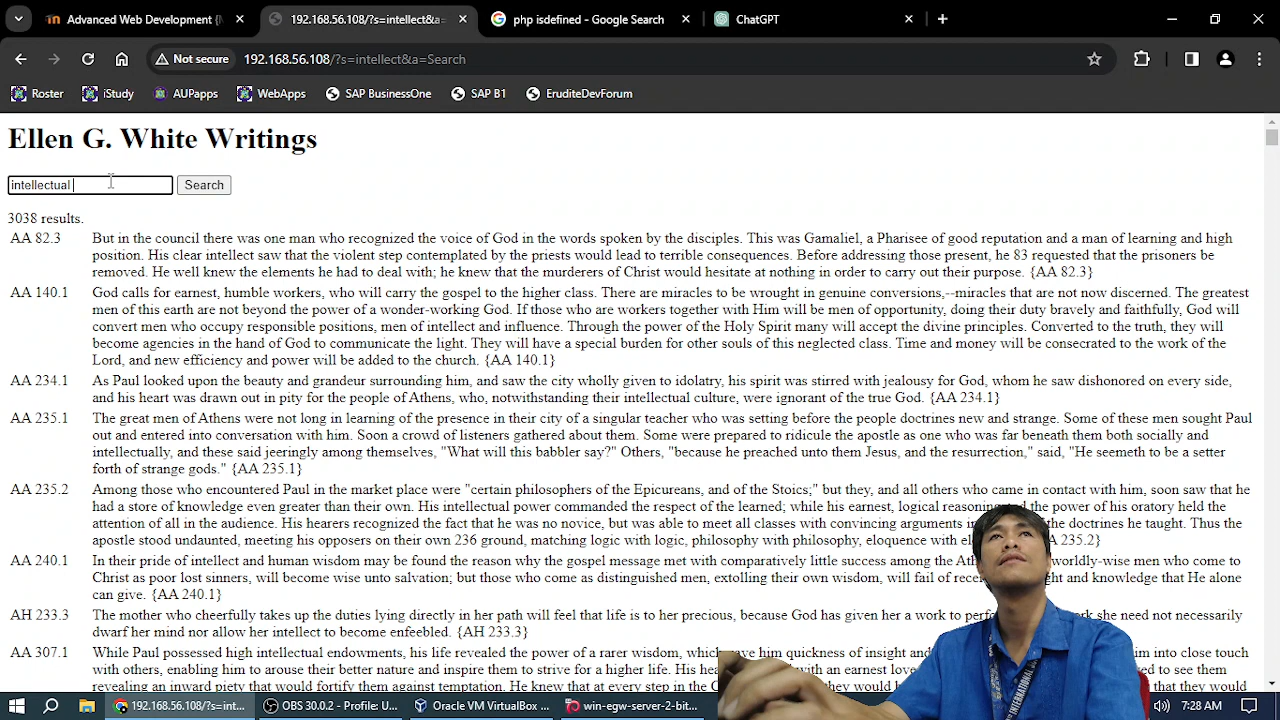 Advanced Web Development (
192.168.56.108/?s=intellect&a=
php isdefined - Google Search
ChatGPT
Not secure 192.168.56.108/?s=intellect&a=Search
Roster iStudy AUPapps WebApps SAP BusinessOne SAP B1 EruditeDevForum
Ellen G. White Writings
intellectual Search
3038 results.
AA 82.3 But in the council there was one man who recognized the voice of God in the words spoken by the disciples. This was Gamaliel, a Pharisee of good reputation and a man of learning and high
position. His clear intellect saw that the violent step contemplated by the priests would lead to terrible consequences. Before addressing those present, he 83 requested that the prisoners be
removed. He well knew the elements he had to deal with; he knew that the murderers of Christ would hesitate at nothing in order to carry out their purpose. {AA 82.3}
AA 140.1 God calls for earnest, humble workers, who will carry the gospel to the higher class. There are miracles to be wrought in genuine conversions,--miracles that are not now discerned. The greatest
men of this earth are not beyond the power of a wonder-working God. If those who are workers together with Him will be men of opportunity, doing their duty bravely and faithfully, God will
convert men who occupy responsible positions, men of intellect and influence. Through the power of the Holy Spirit many will accept the divine principles. Converted to the truth, they will
become agencies in the hand of God to communicate the light. They will have a special burden for other souls of this neglected class. Time and money will be consecrated to the work of the
Lord, and new efficiency and power will be added to the church. {AA 140.1}
AA 234.1 As Paul looked upon the beauty and grandeur surrounding him, and saw the city wholly given to idolatry, his spirit was stirred with jealousy for God, whom he saw dishonored on every side,
and his heart was drawn out in pity for the people of Athens, who, notwithstanding their intellectual culture, were ignorant of the true God. {AA 234.1}
AA 235.1 The great men of Athens were not long in learning of the presence in their city of a singular teacher who was setting before the people doctrines new and strange. Some of these men sought Paul
out and entered into conversation with him. Soon a crowd of listeners gathered about them. Some were prepared to ridicule the apostle as one who was far beneath them both socially and
intellectually, and these said jeeringly among themselves, "What will this babbler say?" Others, "because he preached unto them Jesus, and the resurrection," said, "He seemeth to be a setter
forth of strange gods." {AA 235.1}
AA 235.2 Among those who encountered Paul in the market place were "certain philosophers of the Epicureans, and of the Stoics;" but they, and all others who came in contact with him, soon saw that he
had a store of knowledge even greater than their own. His intellectual power commanded the respect of the learned; while his earnest, logical reasoning and the power of his oratory held the
attention of all in the audience. His hearers recognized the fact that he was no novice, but was able to meet all classes with convincing arguments in the doctrines he taught. Thus the
apostle stood undaunted, meeting his opposers on their own 236 ground, matching logic with logic, philosophy with philosophy, eloquence with 235.2}
AA 240.1 In their pride of intellect and human wisdom may be found the reason why the gospel message met with comparatively little success among the worldly-wise men who come to
Christ as poor lost sinners, will become wise unto salvation; but those who come as distinguished men, extolling their own wisdom, will fail of and knowledge that He alone
can give. {AA 240.1}
AH 233.3 The mother who cheerfully takes up the duties lying directly in her path will feel that life is to her precious, because God has given her a work to she need not necessarily
dwarf her mind nor allow her intellect to become enfeebled. {AH 233.3}
AA 307.1 While Paul possessed high intellectual endowments, his life revealed the power of a rarer wisdom, which gave him quickness of insight and him into close touch
with others, enabling him to arouse their better nature and inspire them to strive for a higher life. His with an earnest to see them
revealing an inward piety that would fortify them against temptation. He knew that at every step in the they would that they would
192.168.56.108/?s=int... OBS 30.0.2 - Profile: U... Oracle VM VirtualBox ... win-egw-server-2-bit... 7:28 AM